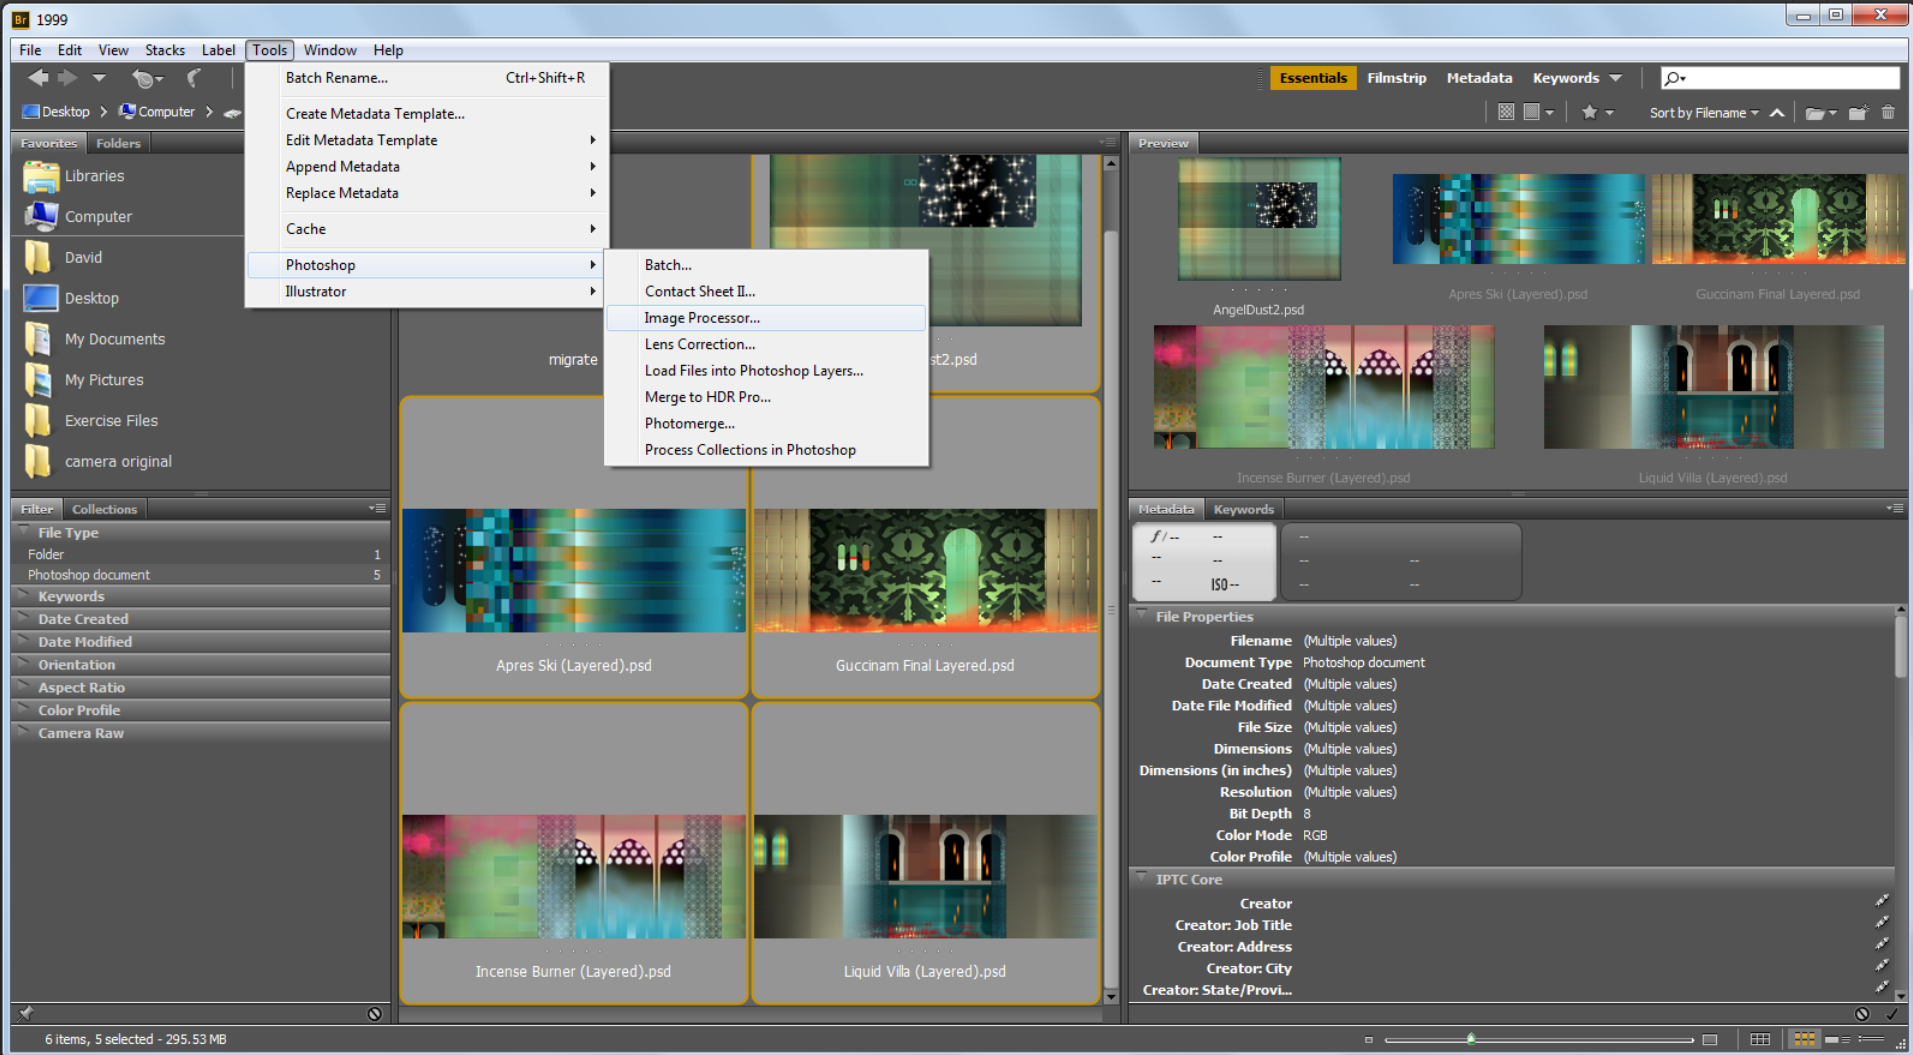 Br 1999
File Edit View Stacks Label Tools Window Help
Essentials Filmstrip Metadata Keywords
Desktop > Computer >
Sort by Filename
Batch Rename... Ctrl+Shift+R
Create Metadata Template...
Edit Metadata Template
Append Metadata
Replace Metadata
Cache
Photoshop
Illustrator
Batch...
Contact Sheet II...
Image Processor...
Lens Correction...
Load Files into Photoshop Layers...
Merge to HDR Pro...
Photomerge...
Process Collections in Photoshop
Favorites Folders
Libraries
Computer
David
Desktop
My Documents
My Pictures
Exercise Files
camera original
Filter Collections
File Type
Folder 1
Photoshop document 5
Keywords
Date Created
Date Modified
Orientation
Aspect Ratio
Color Profile
Camera Raw
migrate
st2.psd
Apres Ski (Layered).psd
Guccinam Final Layered.psd
Incense Burner (Layered).psd
Liquid Villa (Layered).psd
Preview
AngelDust2.psd
Apres Ski (Layered).psd
Guccinam Final Layered.psd
Incense Burner (Layered).psd
Liquid Villa (Layered).psd
Metadata Keywords
f/-- --
-- --
-- ISO --
--
-- --
-- --
File Properties
Filename (Multiple values)
Document Type Photoshop document
Date Created (Multiple values)
Date File Modified (Multiple values)
File Size (Multiple values)
Dimensions (Multiple values)
Dimensions (in inches) (Multiple values)
Resolution (Multiple values)
Bit Depth 8
Color Mode RGB
Color Profile (Multiple values)
IPTC Core
Creator
Creator: Job Title
Creator: Address
Creator: City
Creator: State/Provi...
6 items, 5 selected - 295.53 MB